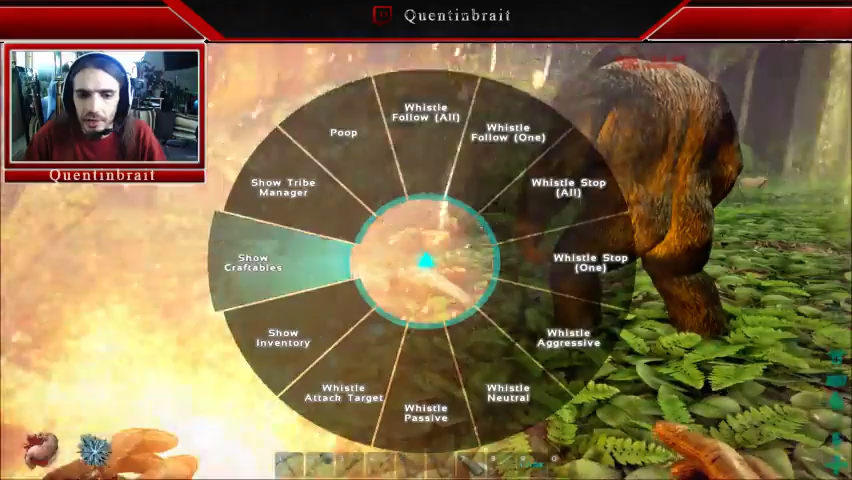 Quentinbrait
Quentinbrait
Whistle
Follow (All)
Whistle
Follow (One)
Poop
Show Tribe
Manager
Whistle Stop
(All)
Show
Craftables
Whistle Stop
(One)
Show
Inventory
Whistle
Aggressive
Whistle
Attack Target
Whistle
Neutral
Whistle
Passive